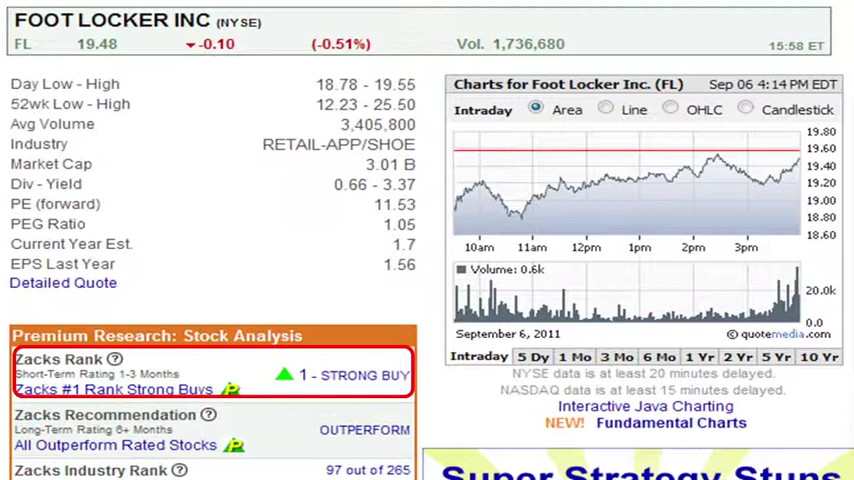 FOOT LOCKER INC (NYSE)
FL 19.48 -0.10 (-0.51%) Vol. 1,736,680 15:58 ET
Day Low - High 18.78 - 19.55
52wk Low - High 12.23 - 25.50
Avg Volume 3,405,800
Industry RETAIL-APP/SHOE
Market Cap 3.01 B
Div - Yield 0.66 - 3.37
PE (forward) 11.53
PEG Ratio 1.05
Current Year Est. 1.7
EPS Last Year 1.56
Detailed Quote
Premium Research: Stock Analysis
Zacks Rank ?
Short-Term Rating 1-3 Months
1 - STRONG BUY
Zacks #1 Rank Strong Buys
Zacks Recommendation ?
Long-Term Rating 6+ Months
OUTPERFORM
All Outperform Rated Stocks
Zacks Industry Rank ? 97 out of 265
Charts for Foot Locker Inc. (FL) Sep 06 4:14 PM EDT
Intraday Area Line OHLC Candlestick
19.80
19.60
19.40
19.20
19.00
18.80
18.60
10am 11am 12pm 1pm 2pm 3pm
Volume: 0.6k
20.0k
0.0
September 6, 2011 © quotemedia.com
Intraday 5 Dy 1 Mo 3 Mo 6 Mo 1 Yr 2 Yr 5 Yr 10 Yr
NYSE data is at least 20 minutes delayed.
NASDAQ data is at least 15 minutes delayed.
Interactive Java Charting
NEW! Fundamental Charts
Super Strategy Stuns